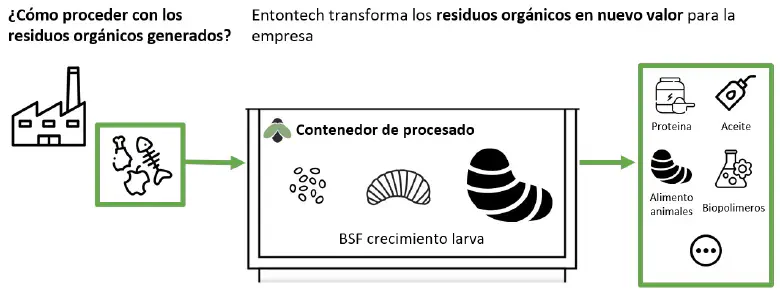 ¿Cómo proceder con los
residuos orgánicos generados?
Entontech transforma los residuos orgánicos en nuevo valor para la
empresa
Contenedor de procesado
BSF crecimiento larva
Proteina
Aceite
Alimento
animales
Biopolimeros